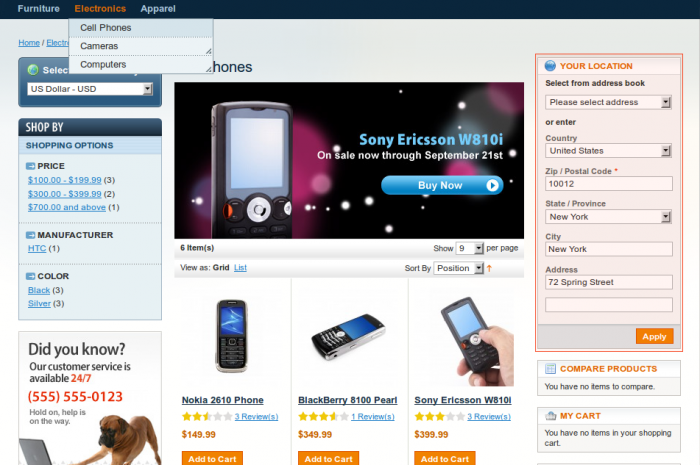 Furniture Electronics Apparel
Cell Phones
Cameras
Computers
Home / Electro
Selec
US Dollar - USD
SHOP BY
SHOPPING OPTIONS
PRICE
$100.00 - $199.99 (3)
$300.00 - $399.99 (2)
$700.00 and above (1)
MANUFACTURER
HTC (1)
COLOR
Black (3)
Silver (3)
Did you know?
Our customer service is
available 24/7
(555) 555-0123
Hold on, help is
on the way.
hones
Sony Ericsson W810i
On sale now through September 21st
Buy Now
6 Item(s)
Show 9 per page
View as: Grid List
Sort By Position
Nokia 2610 Phone
3 Review(s)
$149.99
Add to Cart
BlackBerry 8100 Pearl
1 Review(s)
$349.99
Add to Cart
Sony Ericsson W810i
3 Review(s)
$399.99
Add to Cart
YOUR LOCATION
Select from address book
Please select address
or enter
Country
United States
Zip / Postal Code *
10012
State / Province
New York
City
New York
Address
72 Spring Street
Apply
COMPARE PRODUCTS
You have no items to compare.
MY CART
You have no items in your shopping
cart.